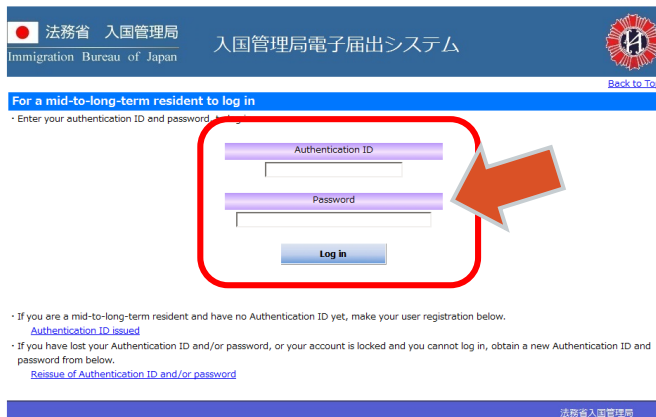 法務省 入国管理局
Immigration Bureau of Japan
入国管理局電子届出システム
Back to To
For a mid-to-long-term resident to log in
・Enter your authentication ID and password
Authentication ID
Password
Log in
・If you are a mid-to-long-term resident and have no Authentication ID yet, make your user registration below.
Authentication ID issued
・If you have lost your Authentication ID and/or password, or your account is locked and you cannot log in, obtain a new Authentication ID and
password from below.
Reissue of Authentication ID and/or password
法務省入国管理局